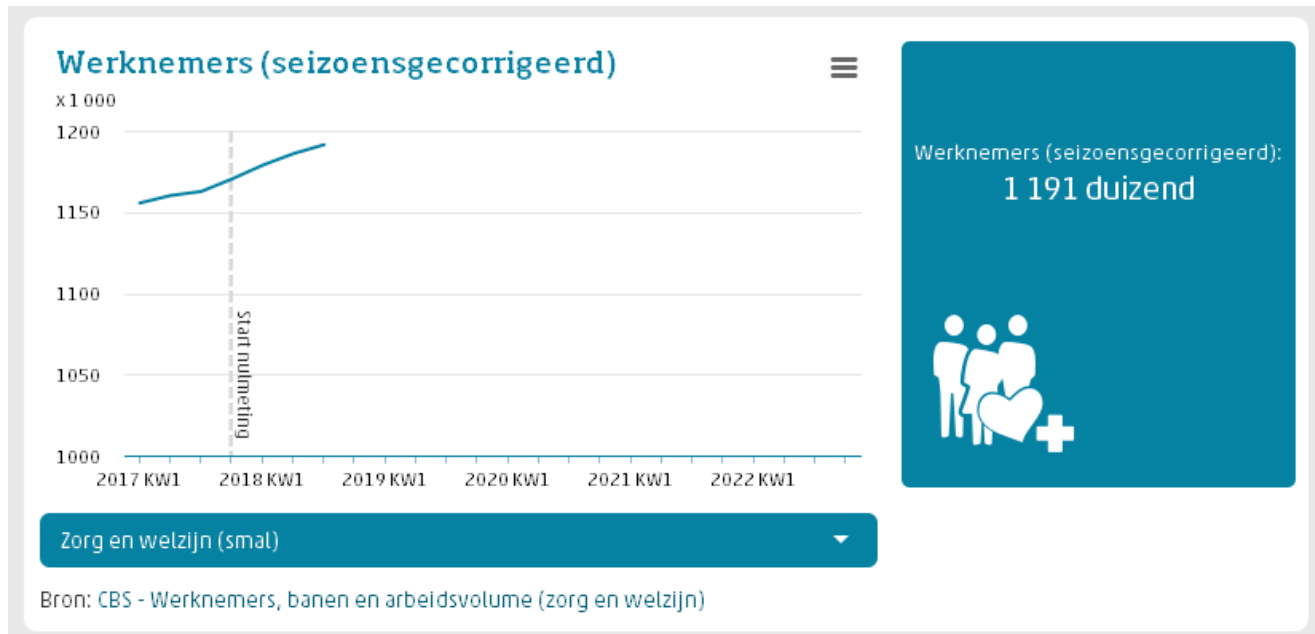 Werknemers (seizoensgecorrigeerd)
x 1 000
1200
1150
1100
1050
1000
Start nulmeting
2017 KW1 2018 KW1 2019 KW1 2020 KW1 2021 KW1 2022 KW1
Werknemers (seizoensgecorrigeerd):
1 191 duizend
Zorg en welzijn (smal)
Bron: CBS - Werknemers, banen en arbeidsvolume (zorg en welzijn)